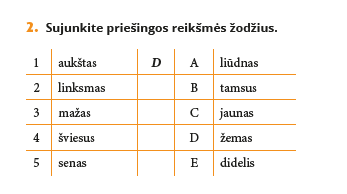 2. Sujunkite priešingos reikšmės žodžius.
1 aukštas D A liūdnas
2 linksmas B tamsus
3 mažas C jaunas
4 šviesus D žemas
5 senas E didelis